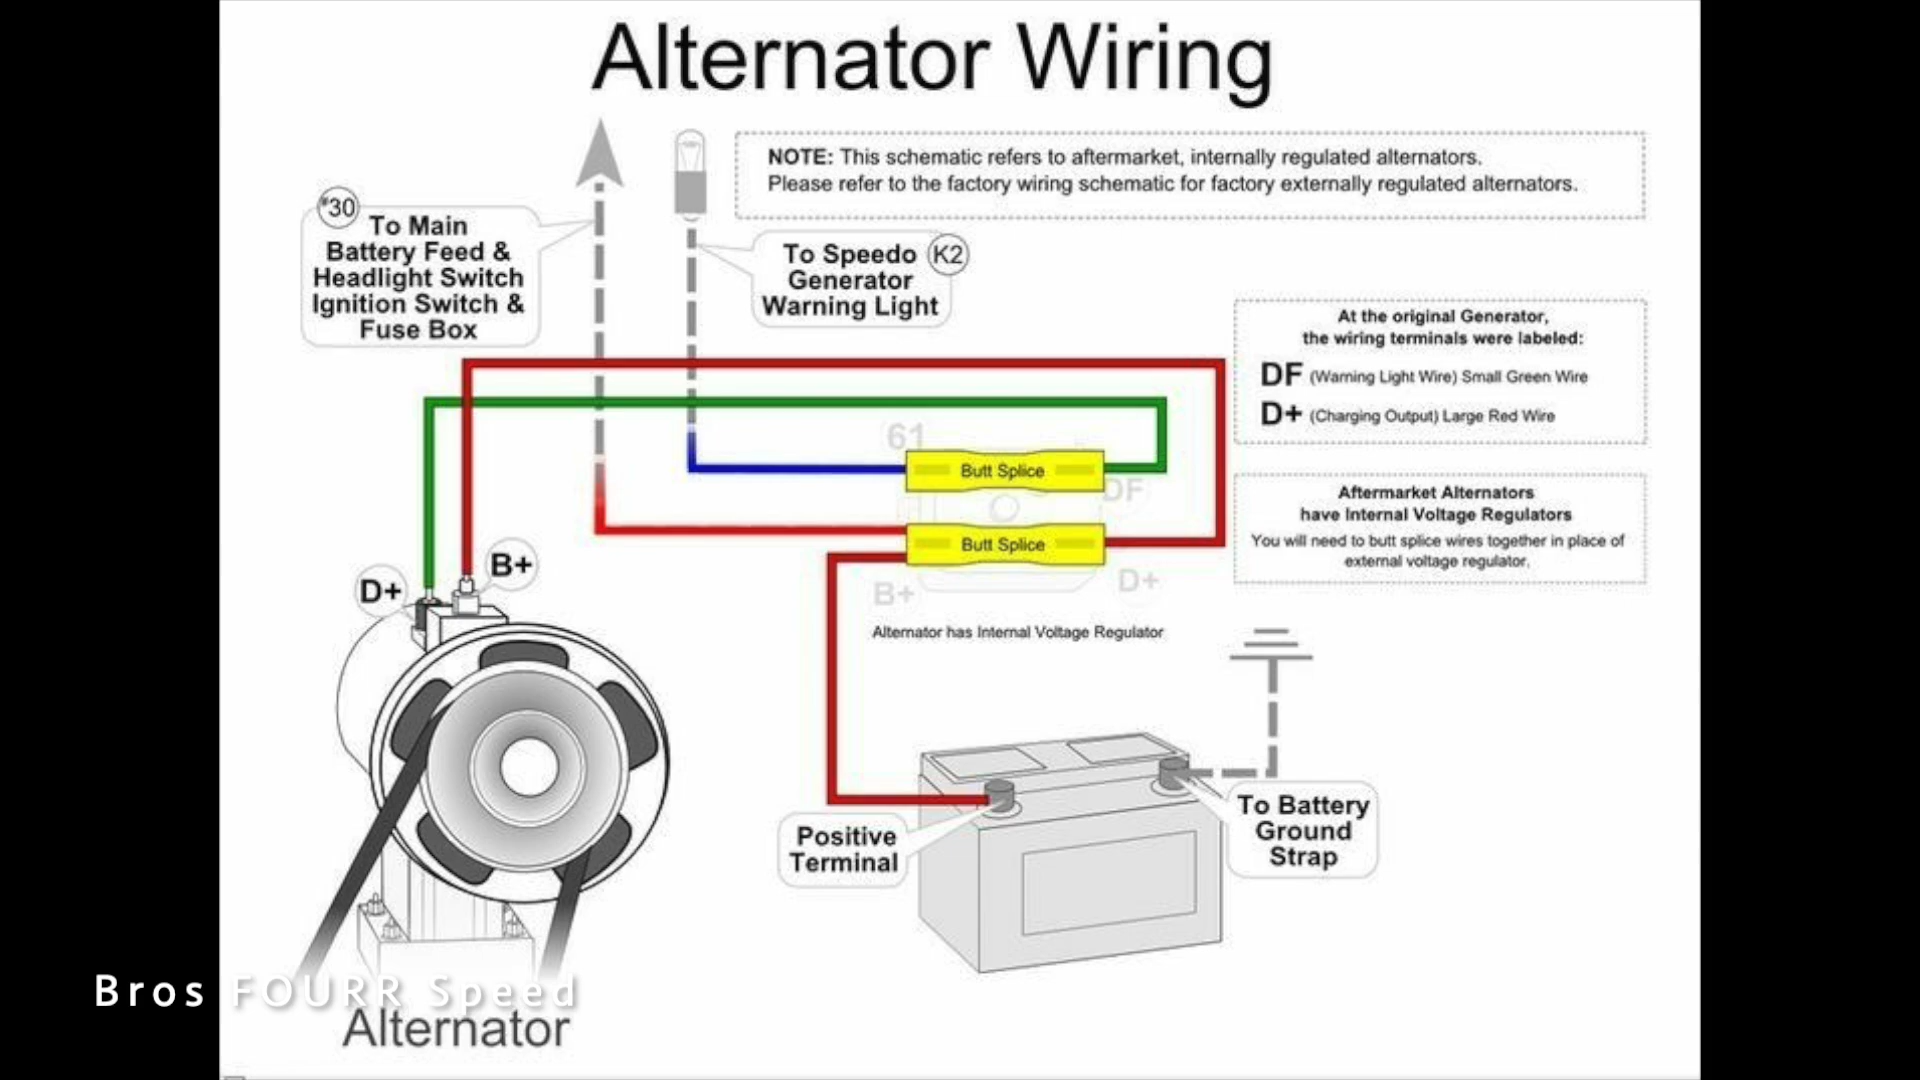 Alternator Wiring
NOTE: This schematic refers to aftermarket, internally regulated alternators.
Please refer to the factory wiring schematic for factory externally regulated alternators.
#30
To Main
Battery Feed &
Headlight Switch
Ignition Switch &
Fuse Box
To Speedo K2
Generator
Warning Light
At the original Generator,
the wiring terminals were labeled:
DF (Warning Light Wire) Small Green Wire
D+ (Charging Output) Large Red Wire
61
Butt Splice
DF
Aftermarket Alternators
have Internal Voltage Regulators
You will need to butt splice wires together in place of
external voltage regulator.
Butt Splice
B+
D+
B+
D+
Alternator has Internal Voltage Regulator
Positive
Terminal
To Battery
Ground
Strap
Bros FOURR Speed
Alternator